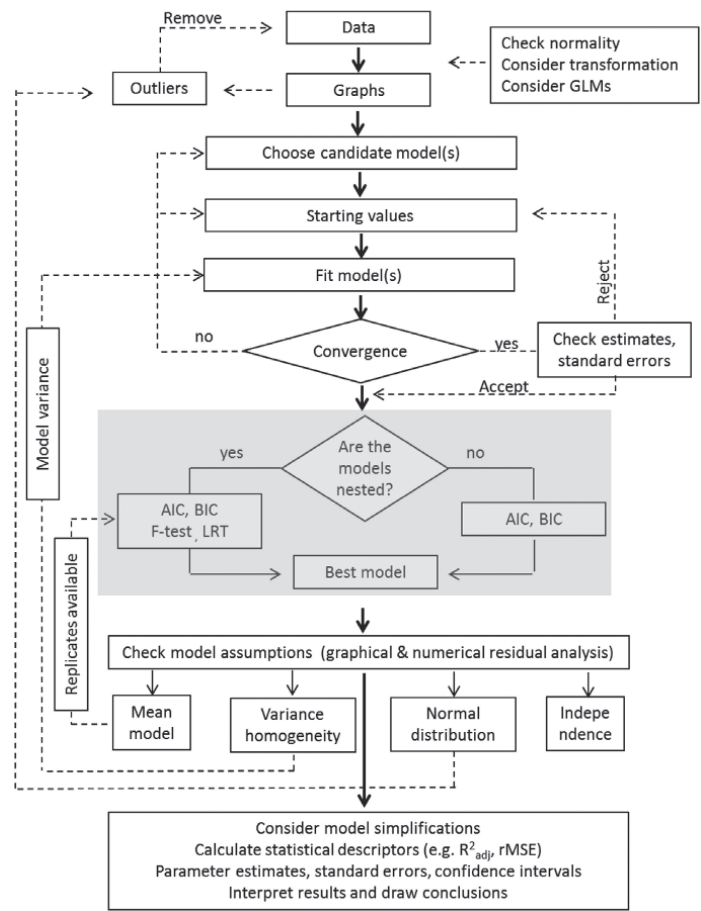 Remove
Data
Check normality
Consider transformation
Consider GLMs
Outliers
Graphs
Choose candidate model(s)
Starting values
Reject
Fit model(s)
no
Convergence
yes
Check estimates,
standard errors
Accept
Model variance
yes
Are the
models
nested?
no
AIC, BIC
F-test, LRT
AIC, BIC
Best model
Replicates available
Check model assumptions (graphical & numerical residual analysis)
Mean
model
Variance
homogeneity
Normal
distribution
Indepe
ndence
Consider model simplifications
Calculate statistical descriptors (e.g. R²adj, rMSE)
Parameter estimates, standard errors, confidence intervals
Interpret results and draw conclusions